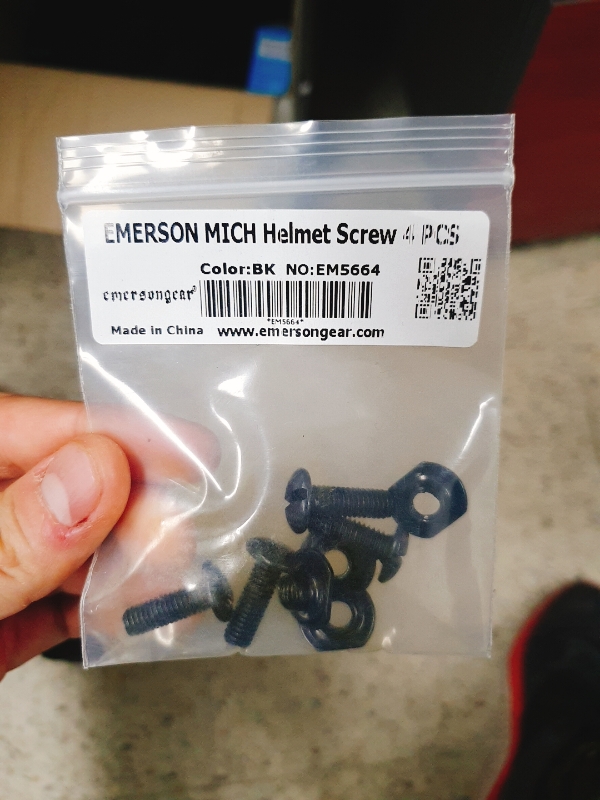 EMERSON MICH Helmet Screw 4 PCS
Color:BK NO:EM5664
emersongear®
*EM5664*
Made in China www.emersongear.com